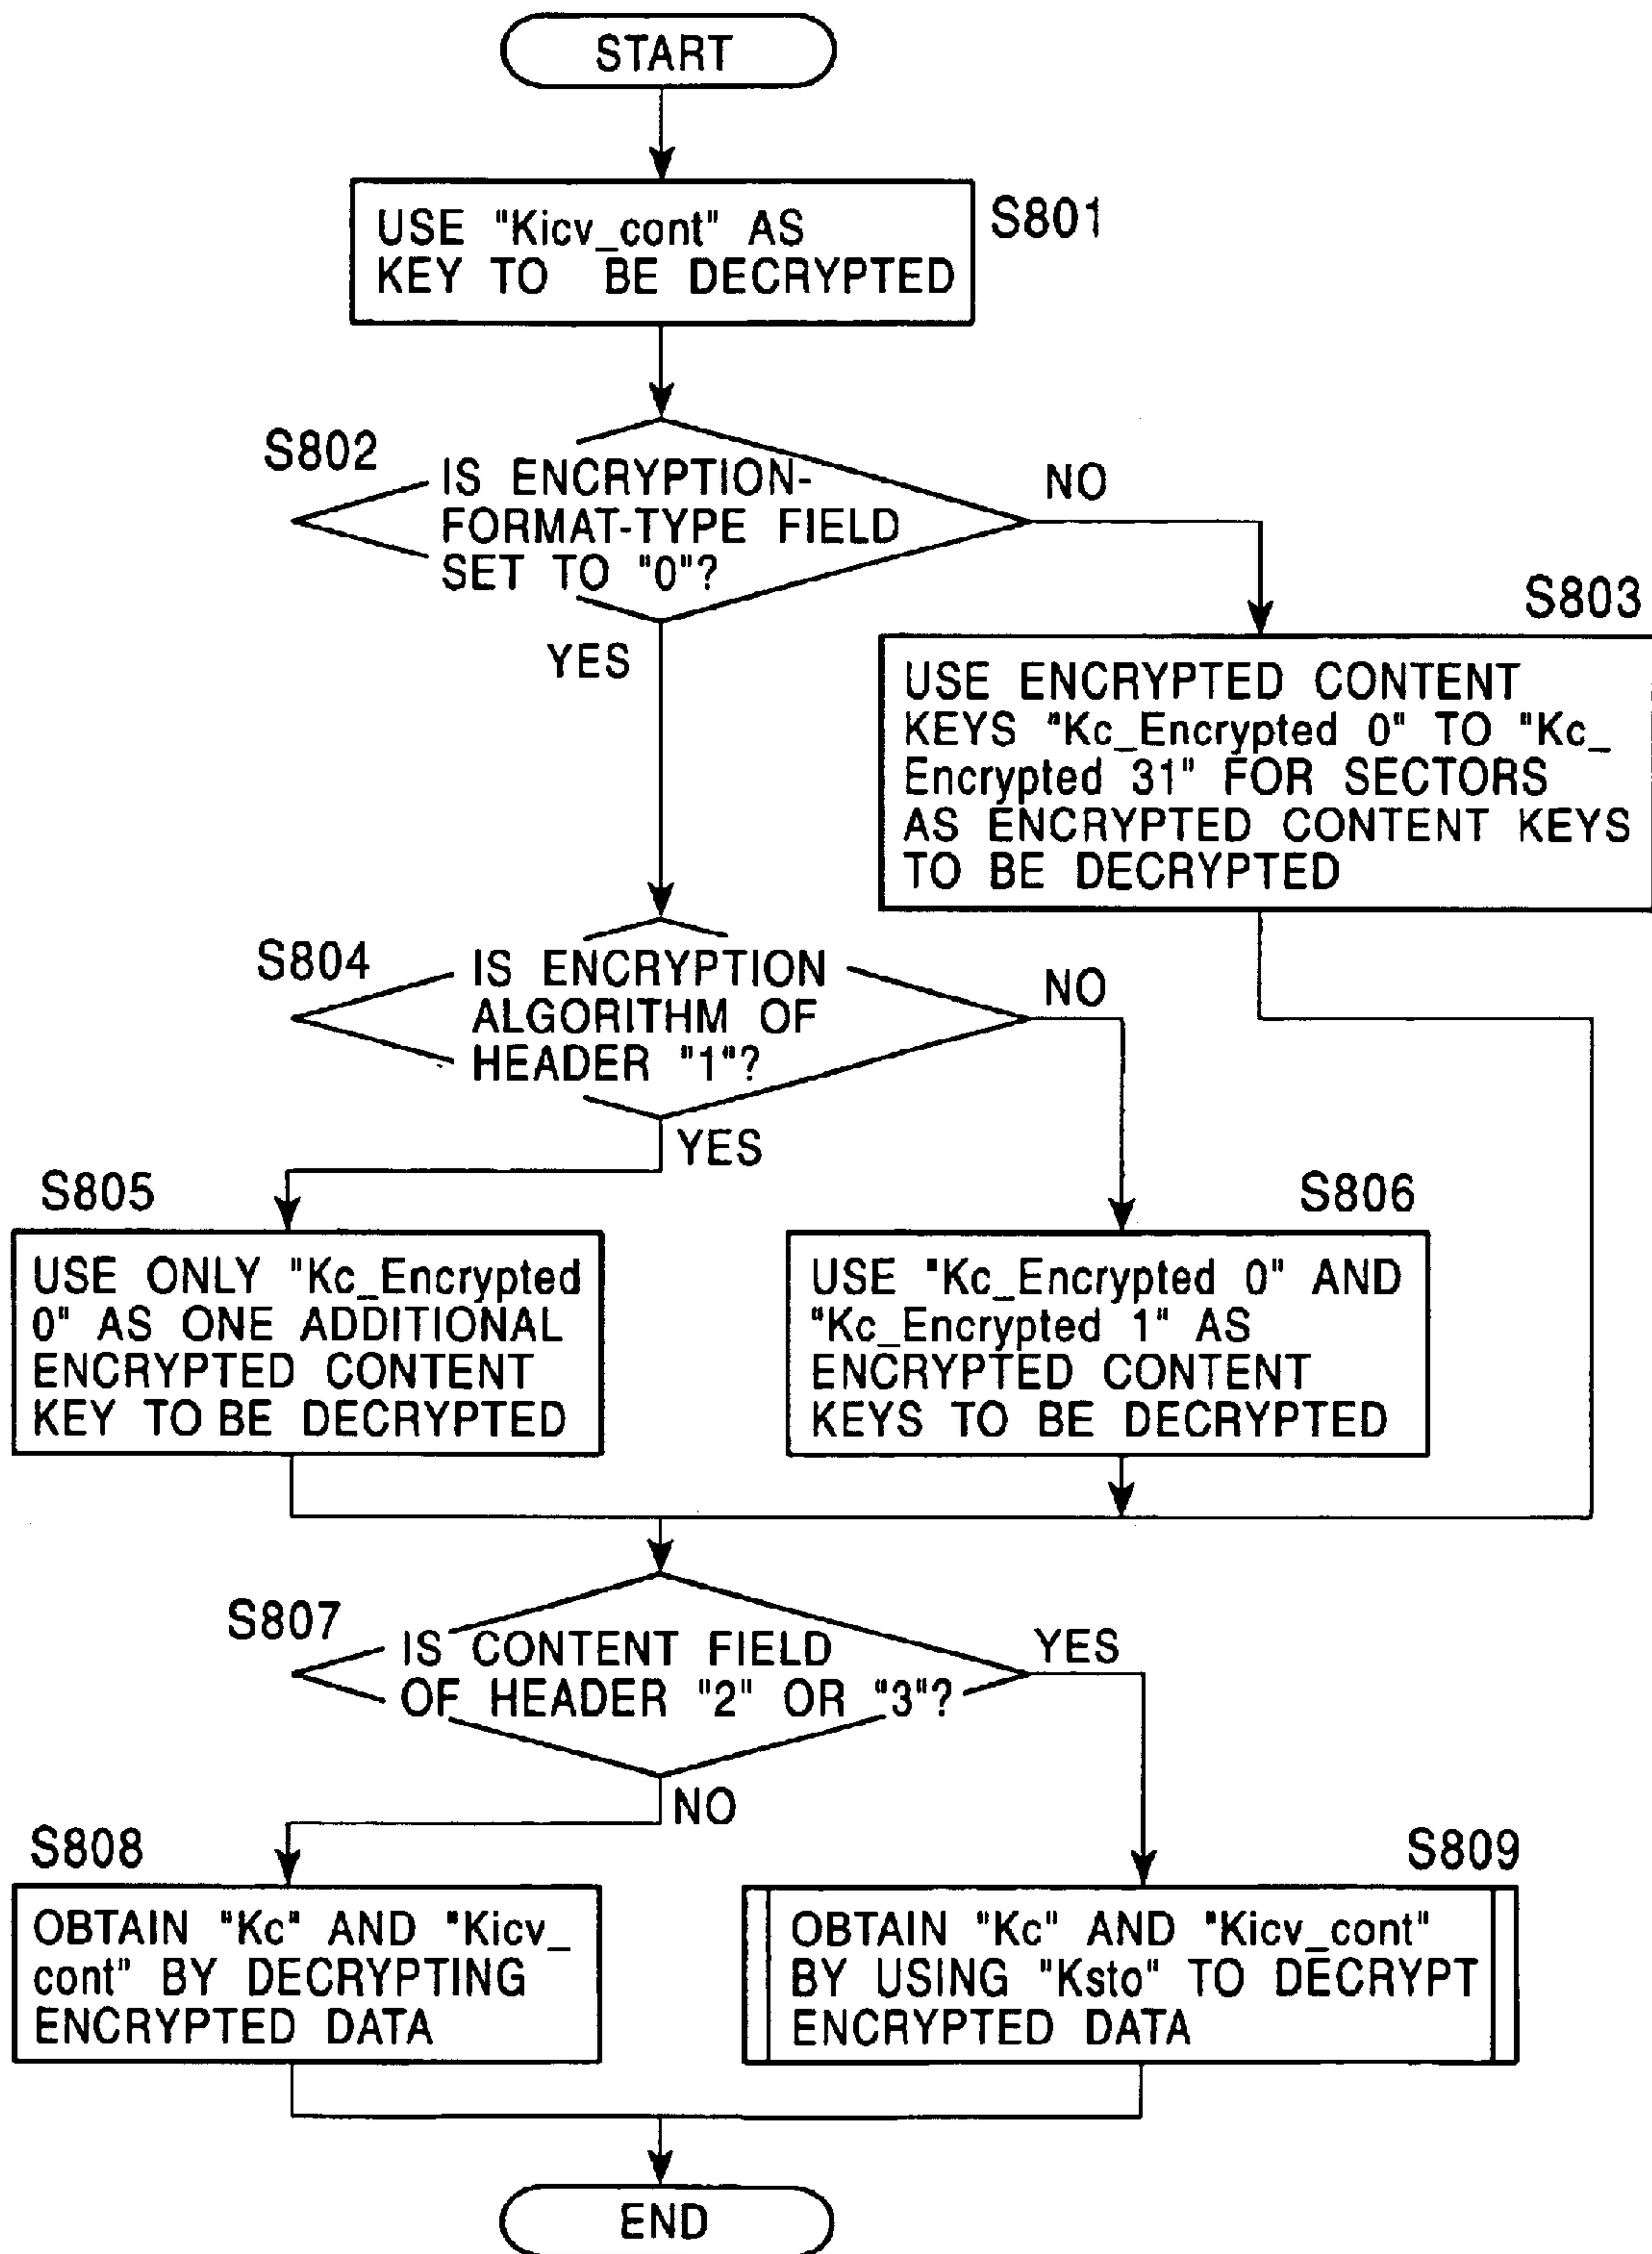 START
USE "Kicv_cont" AS
KEY TO BE DECRYPTED
S801
S802
IS ENCRYPTION-
FORMAT-TYPE FIELD
SET TO "0"?
NO
YES
S803
USE ENCRYPTED CONTENT
KEYS "Kc_Encrypted 0" TO "Kc_
Encrypted 31" FOR SECTORS
AS ENCRYPTED CONTENT KEYS
TO BE DECRYPTED
S804
IS ENCRYPTION
ALGORITHM OF
HEADER "1"?
NO
YES
S805
USE ONLY "Kc_Encrypted
0" AS ONE ADDITIONAL
ENCRYPTED CONTENT
KEY TO BE DECRYPTED
S806
USE "Kc_Encrypted 0" AND
"Kc_Encrypted 1" AS
ENCRYPTED CONTENT
KEYS TO BE DECRYPTED
S807
IS CONTENT FIELD
OF HEADER "2" OR "3"?
YES
NO
S808
OBTAIN "Kc" AND "Kicv_
cont" BY DECRYPTING
ENCRYPTED DATA
S809
OBTAIN "Kc" AND "Kicv_cont"
BY USING "Ksto" TO DECRYPT
ENCRYPTED DATA
END